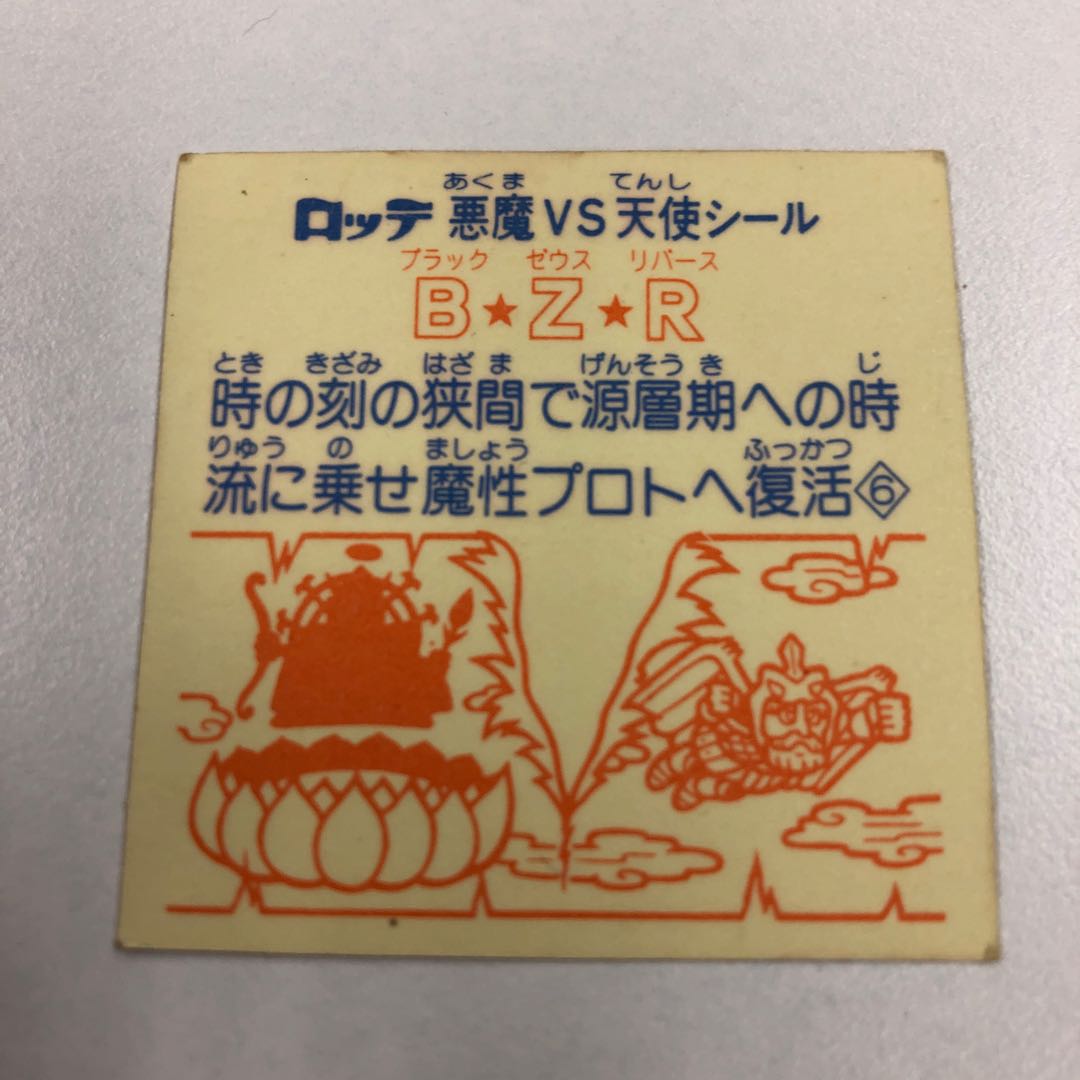 あくま てんし
ロッテ 悪魔VS天使シール
ブラック ゼウス リバース
B★Z★R
とき きざみ はざま げんそうき じ
時の刻の狭間で源層期への時
りゅう の ましょう ふっかつ
流に乗せ魔性プロトへ復活⑥